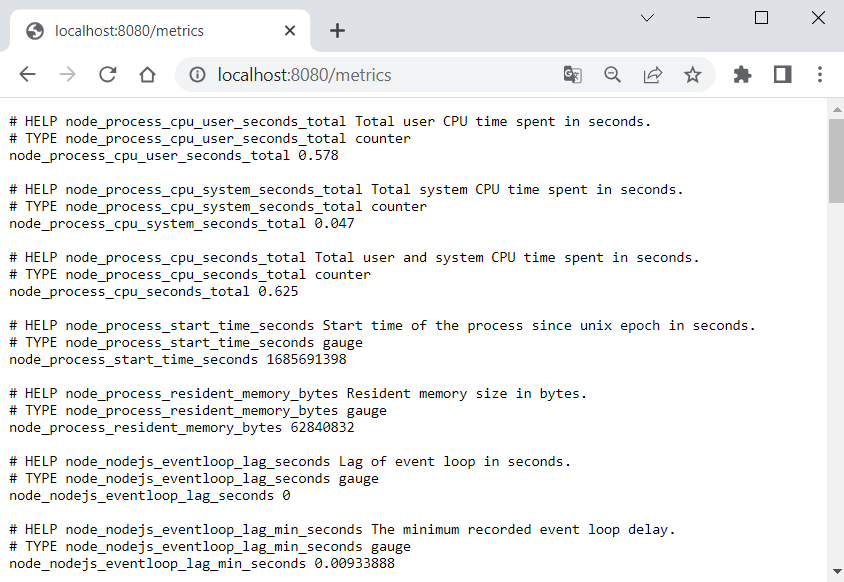 localhost:8080/metrics
localhost:8080/metrics
# HELP node_process_cpu_user_seconds_total Total user CPU time spent in seconds.
# TYPE node_process_cpu_user_seconds_total counter
node_process_cpu_user_seconds_total 0.578
# HELP node_process_cpu_system_seconds_total Total system CPU time spent in seconds.
# TYPE node_process_cpu_system_seconds_total counter
node_process_cpu_system_seconds_total 0.047
# HELP node_process_cpu_seconds_total Total user and system CPU time spent in seconds.
# TYPE node_process_cpu_seconds_total counter
node_process_cpu_seconds_total 0.625
# HELP node_process_start_time_seconds Start time of the process since unix epoch in seconds.
# TYPE node_process_start_time_seconds gauge
node_process_start_time_seconds 1685691398
# HELP node_process_resident_memory_bytes Resident memory size in bytes.
# TYPE node_process_resident_memory_bytes gauge
node_process_resident_memory_bytes 62840832
# HELP node_nodejs_eventloop_lag_seconds Lag of event loop in seconds.
# TYPE node_nodejs_eventloop_lag_seconds gauge
node_nodejs_eventloop_lag_seconds 0
# HELP node_nodejs_eventloop_lag_min_seconds The minimum recorded event loop delay.
# TYPE node_nodejs_eventloop_lag_min_seconds gauge
node_nodejs_eventloop_lag_min_seconds 0.00933888